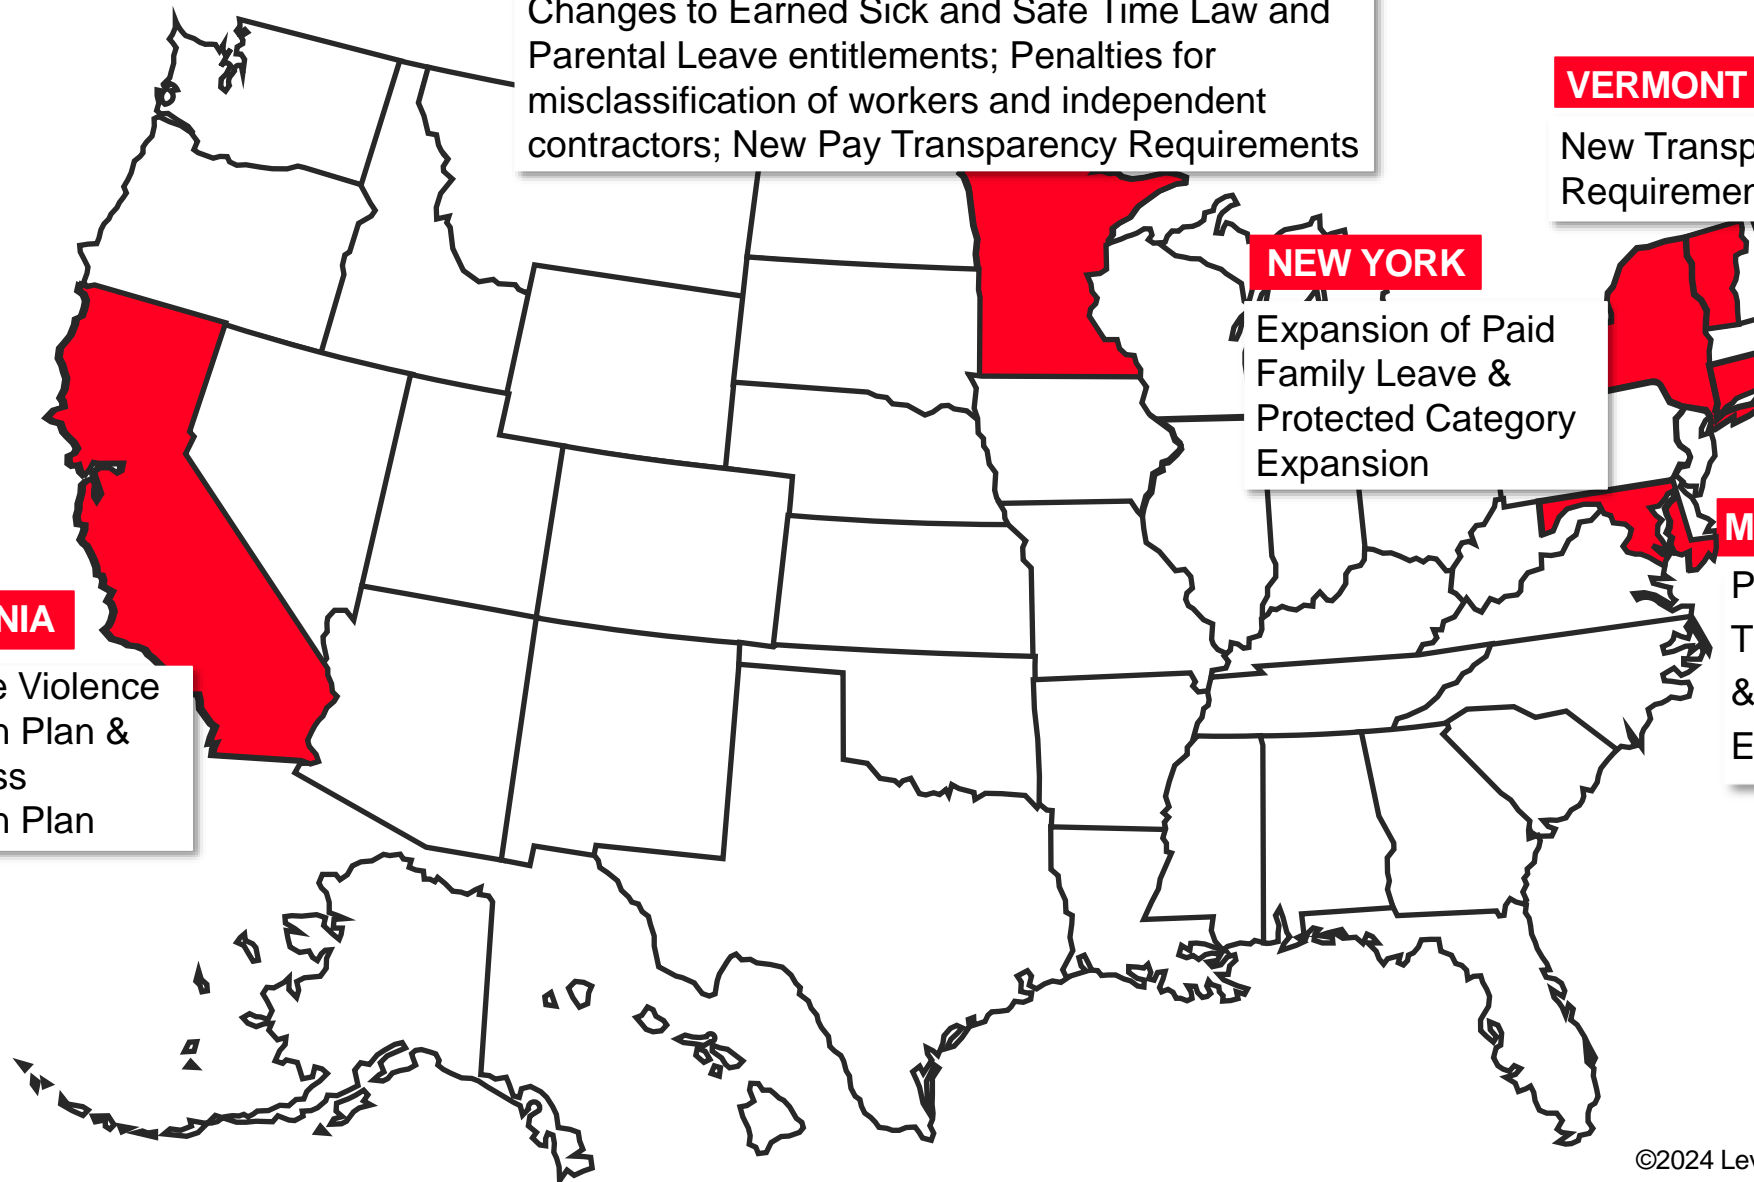 Changes to Earned Sick and Safe Time Law and
Parental Leave entitlements; Penalties for
misclassification of workers and independent
contractors; New Pay Transparency Requirements
VERMONT
New Transp
Requiremen
NEW YORK
Expansion of Paid
Family Leave &
Protected Category
Expansion
M
P
T
&
E
NIA
e Violence
n Plan &
ss
n Plan
©2024 Lev